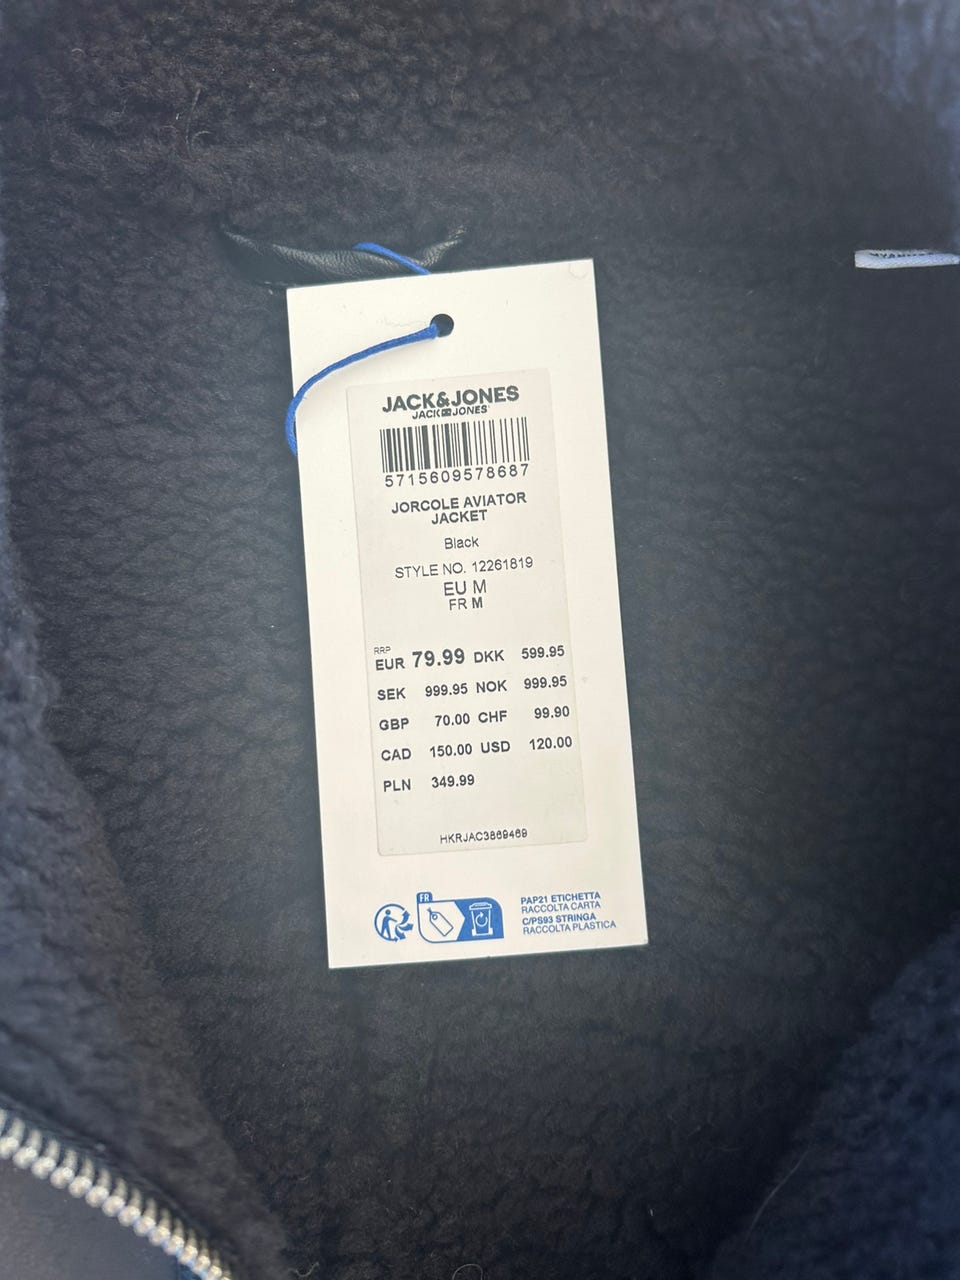 JACK&JONES
JACK & JONES
5715609578687
JORCOLE AVIATOR
JACKET
Black
STYLE NO. 12261819
EU M
FR M
RRP
EUR 79.99 DKK 599.95
SEK 999.95 NOK 999.95
GBP 70.00 CHF 99.90
CAD 150.00 USD 120.00
PLN 349.99
HKRJAC3869469
FR
PAP21 ETICHETTA
RACCOLTA CARTA
C/PS93 STRINGA
RACCOLTA PLASTICA